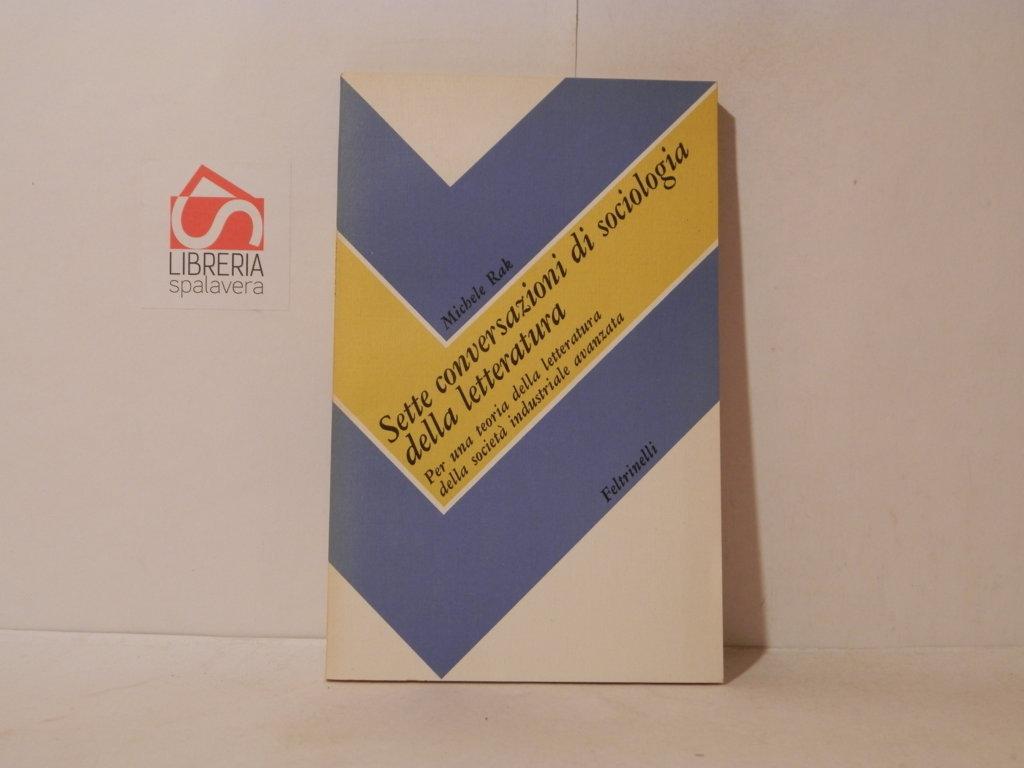 LIBRERIA
spalavera
Michele Rak
Sette conversazioni di sociologia
della letteratura
Per una teoria della letteratura
della società industriale avanzata
Feltrinelli